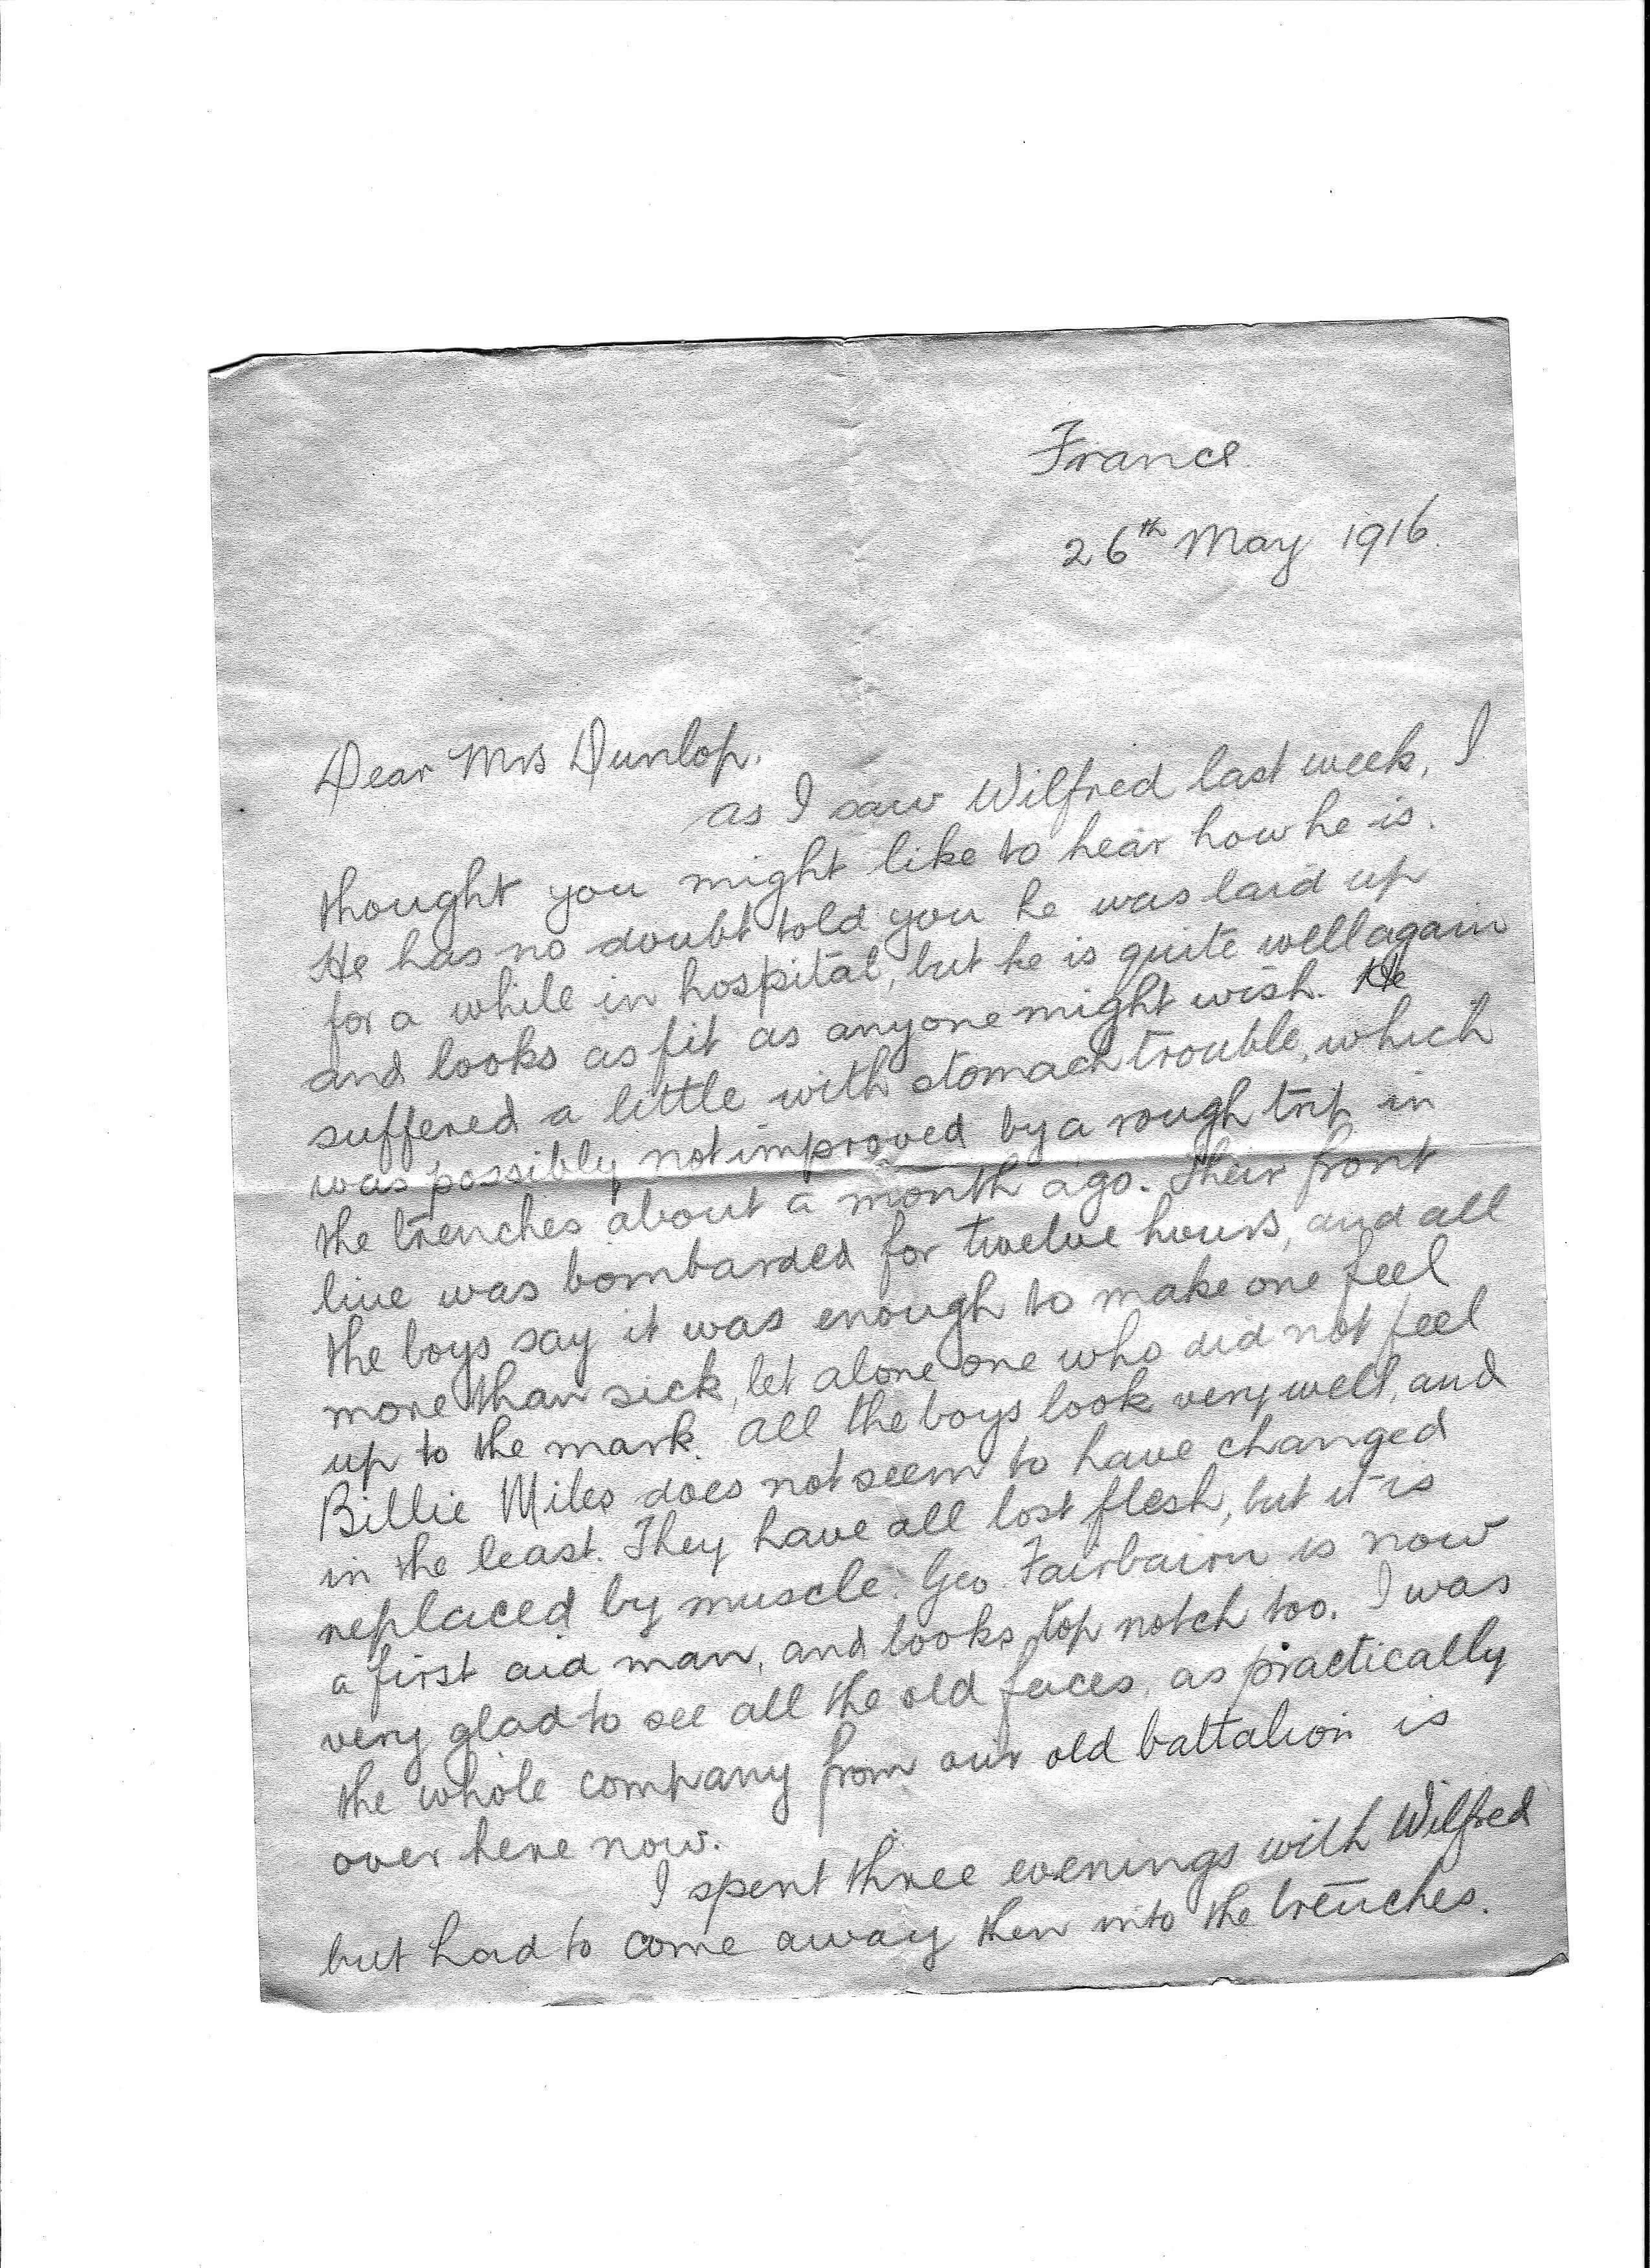 France.
26th May 1916.
Dear Mrs Dunlop.
as I saw Wilfred last week, I
thought you might like to hear how he is.
He has no doubt told you he was laid up
for a while in hospital, but he is quite well again
and looks as fit as anyone might wish. He
suffered a little with stomach trouble, which
was possibly not improved by a rough trip in
the trenches about a month ago. Their front
line was bombarded for twelve hours, and all
the boys say it was enough to make one feel
more than sick, let alone one who did not feel
up to the mark. All the boys look very well, and
Billie Miles does not seem to have changed
in the least. They have all lost flesh, but it is
replaced by muscle. Geo. Fairbairn is now
a first aid man, and looks top notch too. I was
very glad to see all the old faces, as practically
the whole company from our old battalion is
over here now.
I spent three evenings with Wilfred
but had to come away then into the trenches.